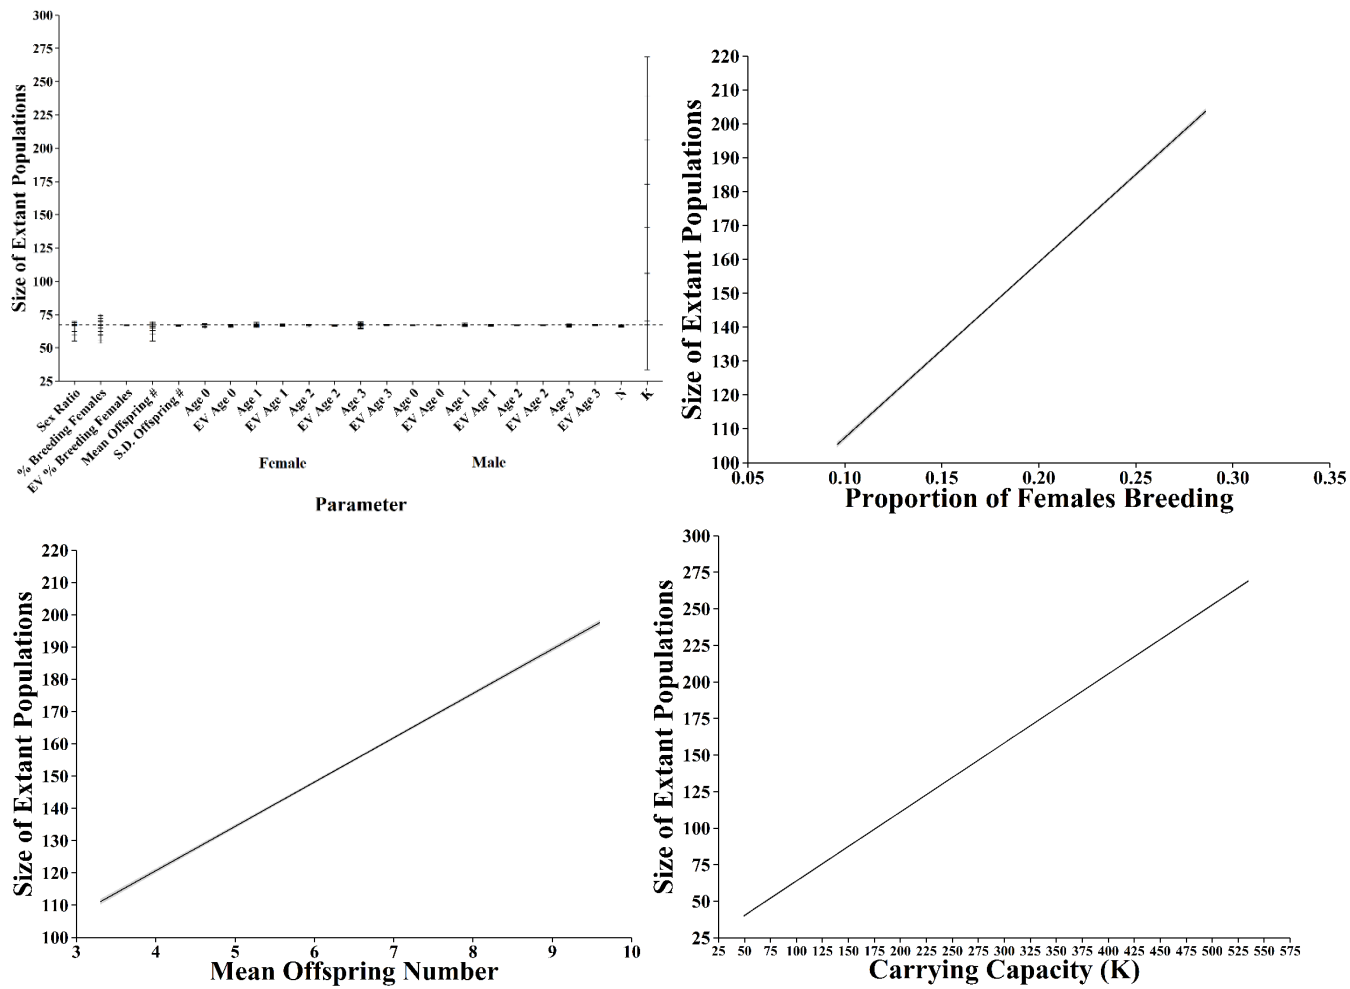 300
275
250
225
200
175
150
125
100
75
50
25
Size of Extant Populations
Sex Ratio
% Breeding Females
EV % Breeding Females
Mean Offspring #
S.D. Offspring #
Age 0
EV Age 0
Age 1
EV Age 1
Age 2
EV Age 2
Age 3
EV Age 3
Age 0
EV Age 0
Age 1
EV Age 1
Age 2
EV Age 2
Age 3
EV Age 3
N
K
Female
Male
Parameter
220
210
200
190
180
170
160
150
140
130
120
110
100
Size of Extant Populations
0.05 0.10 0.15 0.20 0.25 0.30 0.35
Proportion of Females Breeding
220
210
200
190
180
170
160
150
140
130
120
110
100
Size of Extant Populations
3 4 5 6 7 8 9 10
Mean Offspring Number
300
275
250
225
200
175
150
125
100
75
50
25
Size of Extant Populations
25 50 75 100 125 150 175 200 225 250 275 300 325 350 375 400 425 450 475 500 525 550 575
Carrying Capacity (K)